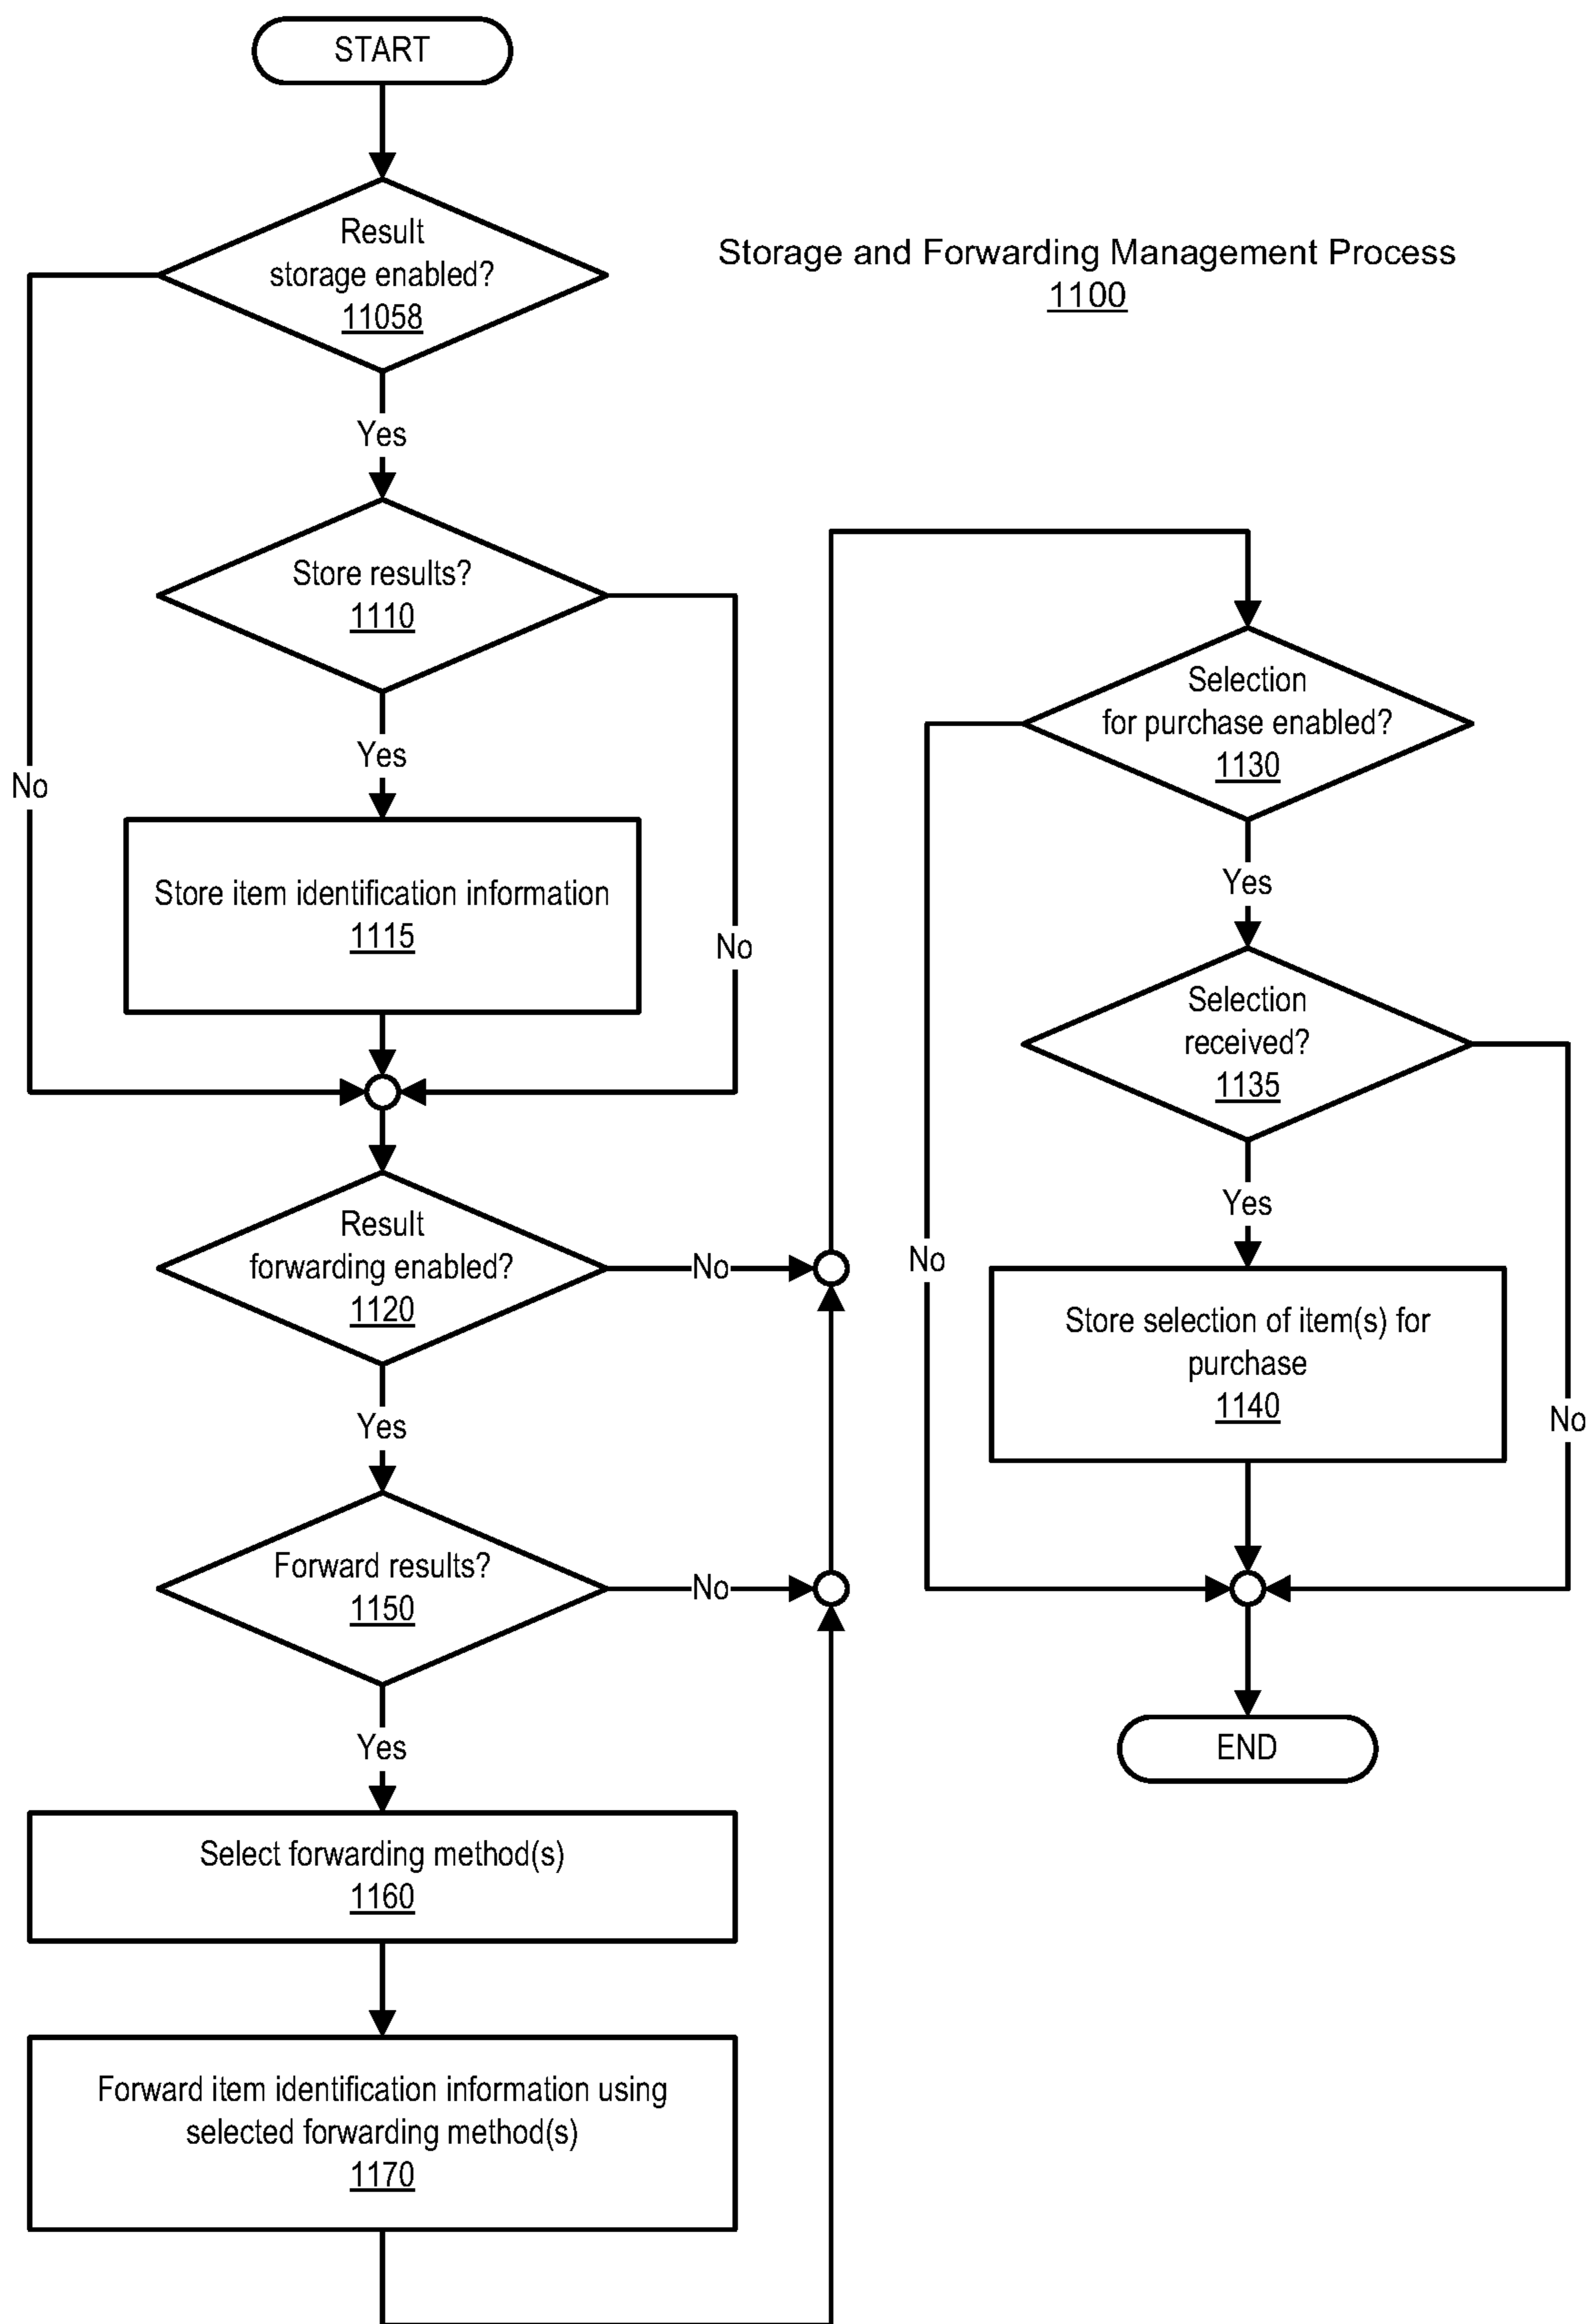 START
Result
storage enabled?
11058
Storage and Forwarding Management Process
1100
Yes
Store results?
1110
Yes
No
Store item identification information
1115
No
Result
forwarding enabled?
1120
No
Yes
Forward results?
1150
No
Yes
Select forwarding method(s)
1160
Forward item identification information using
selected forwarding method(s)
1170
Selection
for purchase enabled?
1130
Yes
Selection
received?
1135
Yes
No
Store selection of item(s) for
purchase
1140
No
END